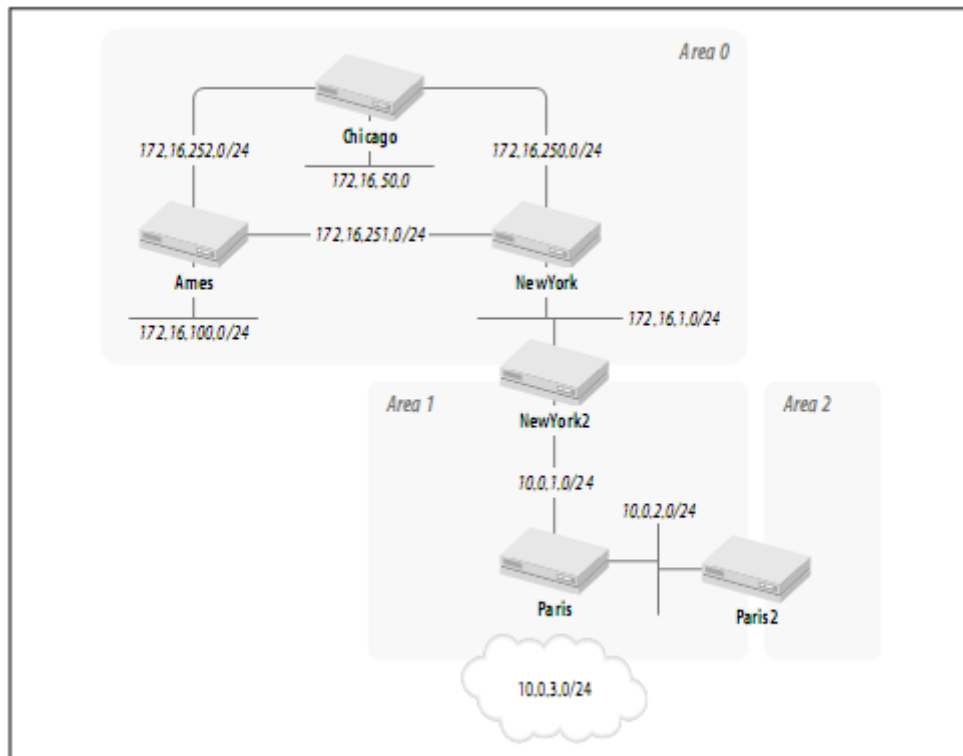 Area 0
Chicago
172.16.252.0/24
172.16.250.0/24
172.16.50.0
172.16.251.0/24
Ames
NewYork
172.16.100.0/24
172.16.1.0/24
Area 1
Area 2
NewYork2
10.0.1.0/24
10.0.2.0/24
Paris
Paris2
10.0.3.0/24